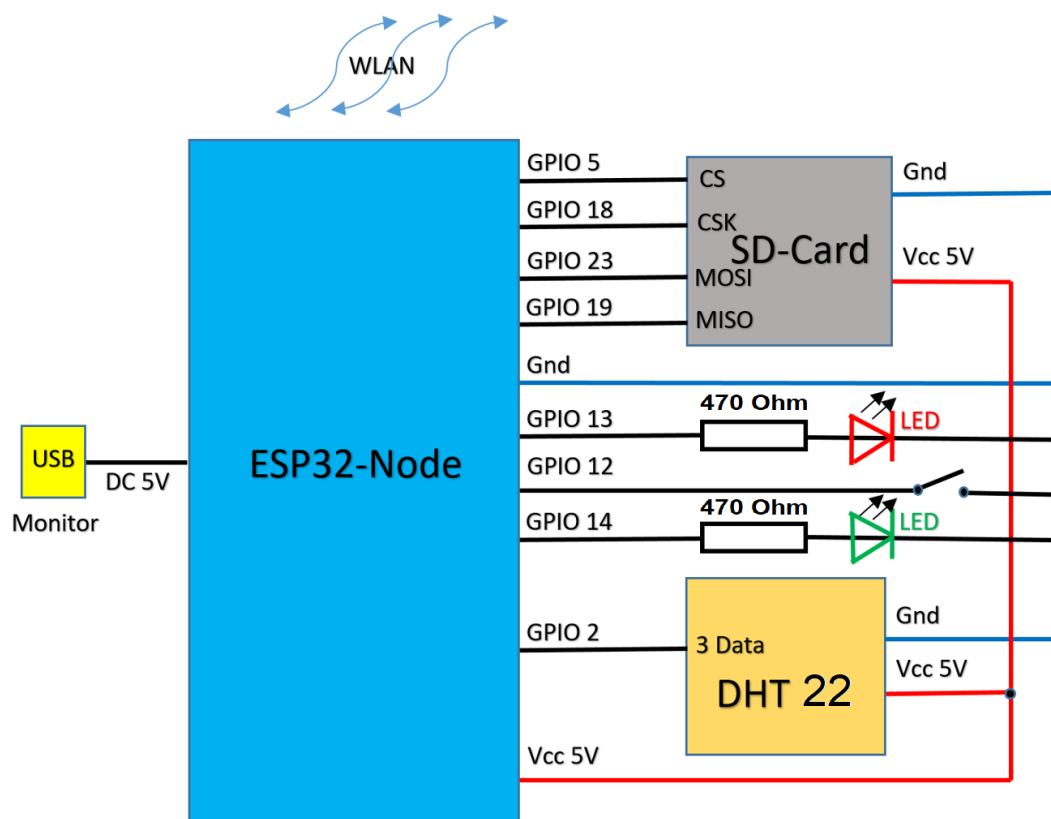 WLAN
GPIO 5
CS
Gnd
GPIO 18
CSK
SD-Card
Vcc 5V
GPIO 23
MOSI
GPIO 19
MISO
Gnd
470 Ohm
LED
GPIO 13
ESP32-Node
USB
DC 5V
Monitor
GPIO 12
470 Ohm
LED
GPIO 14
Gnd
GPIO 2
3 Data
Vcc 5V
DHT 22
Vcc 5V